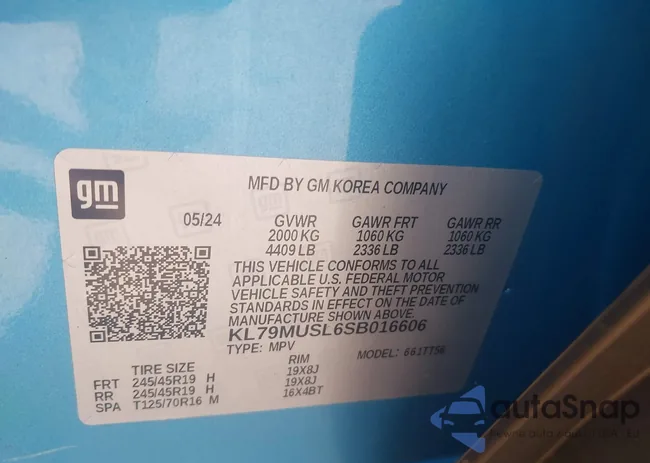 gm
MFD BY GM KOREA COMPANY
05/24 GVWR GAWR FRT GAWR RR
2000 KG 1060 KG 1060 KG
4409 LB 2336 LB 2336 LB
THIS VEHICLE CONFORMS TO ALL
APPLICABLE U.S. FEDERAL MOTOR
VEHICLE SAFETY AND THEFT PREVENTION
STANDARDS IN EFFECT ON THE DATE OF
MANUFACTURE SHOWN ABOVE.
KL79MUSL6SB016606
TYPE: MPV MODEL: 661TTS6
TIRE SIZE RIM
FRT 245/45R19 H 19X8J
RR 245/45R19 H 19X8J
SPA T125/70R16 M 16X4BT
autaSnap